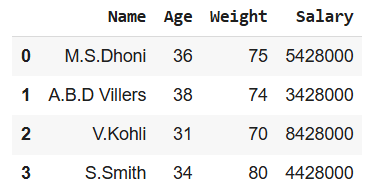 Name Age Weight Salary
0 M.S.Dhoni 36 75 5428000
1 A.B.D Villers 38 74 3428000
2 V.Kohli 31 70 8428000
3 S.Smith 34 80 4428000